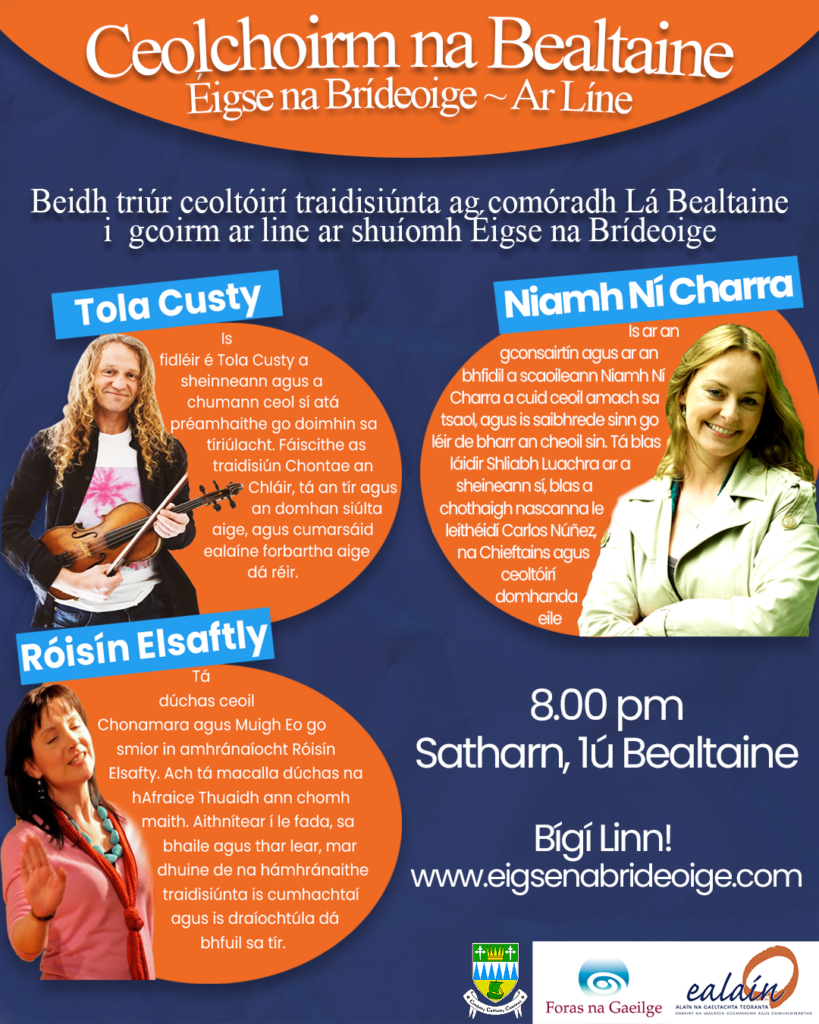 Ceolchoirm na Bealtaine
Éigse na Brídeoige ~ Ar Líne
Beidh triúr ceoltóirí traidisiúnta ag comóradh Lá Bealtaine
i gcoirm ar line ar shuíomh Éigse na Brídeoige
Tola Custy
Is
fidléir é Tola Custy a
sheinneann agus a
chumann ceol sí atá
préamhaithe go doimhin sa
tíriúlacht. Fáiscithe as
traidisiún Chontae an
Chláir, tá an tír agus
an domhan siúlta
aige, agus cumarsáid
ealaíne forbartha aige
dá réir.
Niamh Ní Charra
Is ar an
gconsairtín agus ar an
bhfidil a scaoileann Niamh Ní
Charra a cuid ceoil amach sa
tsaol, agus is saibhrede sinn go
léir de bharr an cheoil sin. Tá blas
láidir Shliabh Luachra ar a
sheineann sí, blas a
chothaigh nascanna le
leithéidí Carlos Núñez,
na Chieftains agus
ceoltóirí
domhanda
eile
Róisín Elsaftly
Tá
dúchas ceoil
Chonamara agus Muigh Eo go
smior in amhránaíocht Róisín
Elsafty. Ach tá macalla dúchas na
hAfraice Thuaidh ann chomh
maith. Aithnítear í le fada, sa
bhaile agus thar lear, mar
dhuine de na hámhránaithe
traidisiúnta is cumhachtaí
agus is draíochtúla dá
bhfuil sa tír.
8.00 pm
Satharn, 1ú Bealtaine
Bígí Linn!
www.eigsenabrideoige.com
Foras na Gaeilge
ealaín
EALAÍN NA GAELTACHTA TEORANTA